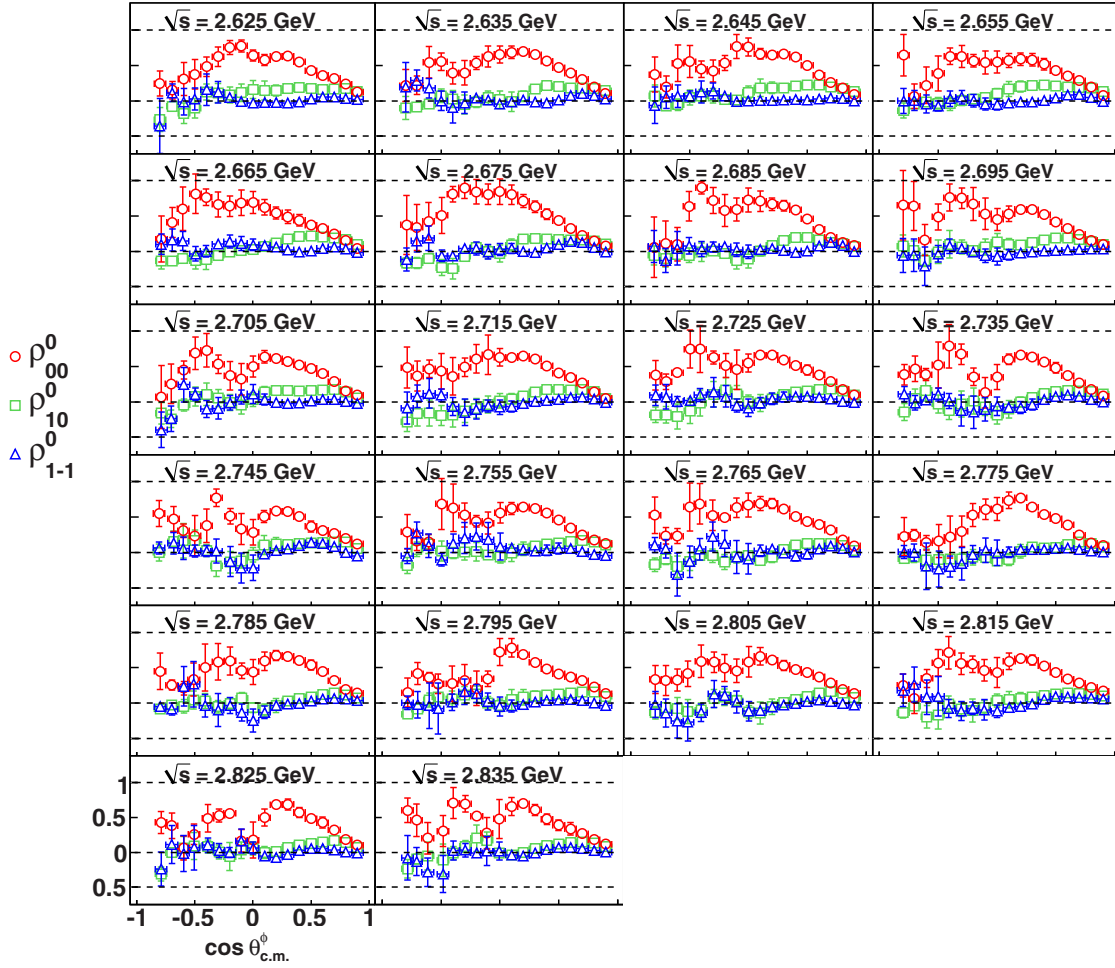 √s = 2.625 GeV √s = 2.635 GeV √s = 2.645 GeV √s = 2.655 GeV
√s = 2.665 GeV √s = 2.675 GeV √s = 2.685 GeV √s = 2.695 GeV
√s = 2.705 GeV √s = 2.715 GeV √s = 2.725 GeV √s = 2.735 GeV
ρ⁰₀₀
ρ⁰₁₀
ρ⁰₁₋₁
√s = 2.745 GeV √s = 2.755 GeV √s = 2.765 GeV √s = 2.775 GeV
√s = 2.785 GeV √s = 2.795 GeV √s = 2.805 GeV √s = 2.815 GeV
√s = 2.825 GeV √s = 2.835 GeV
1
0.5
0
0.5
-1 -0.5 0 0.5 1
cos θ^ϕ_c.m.